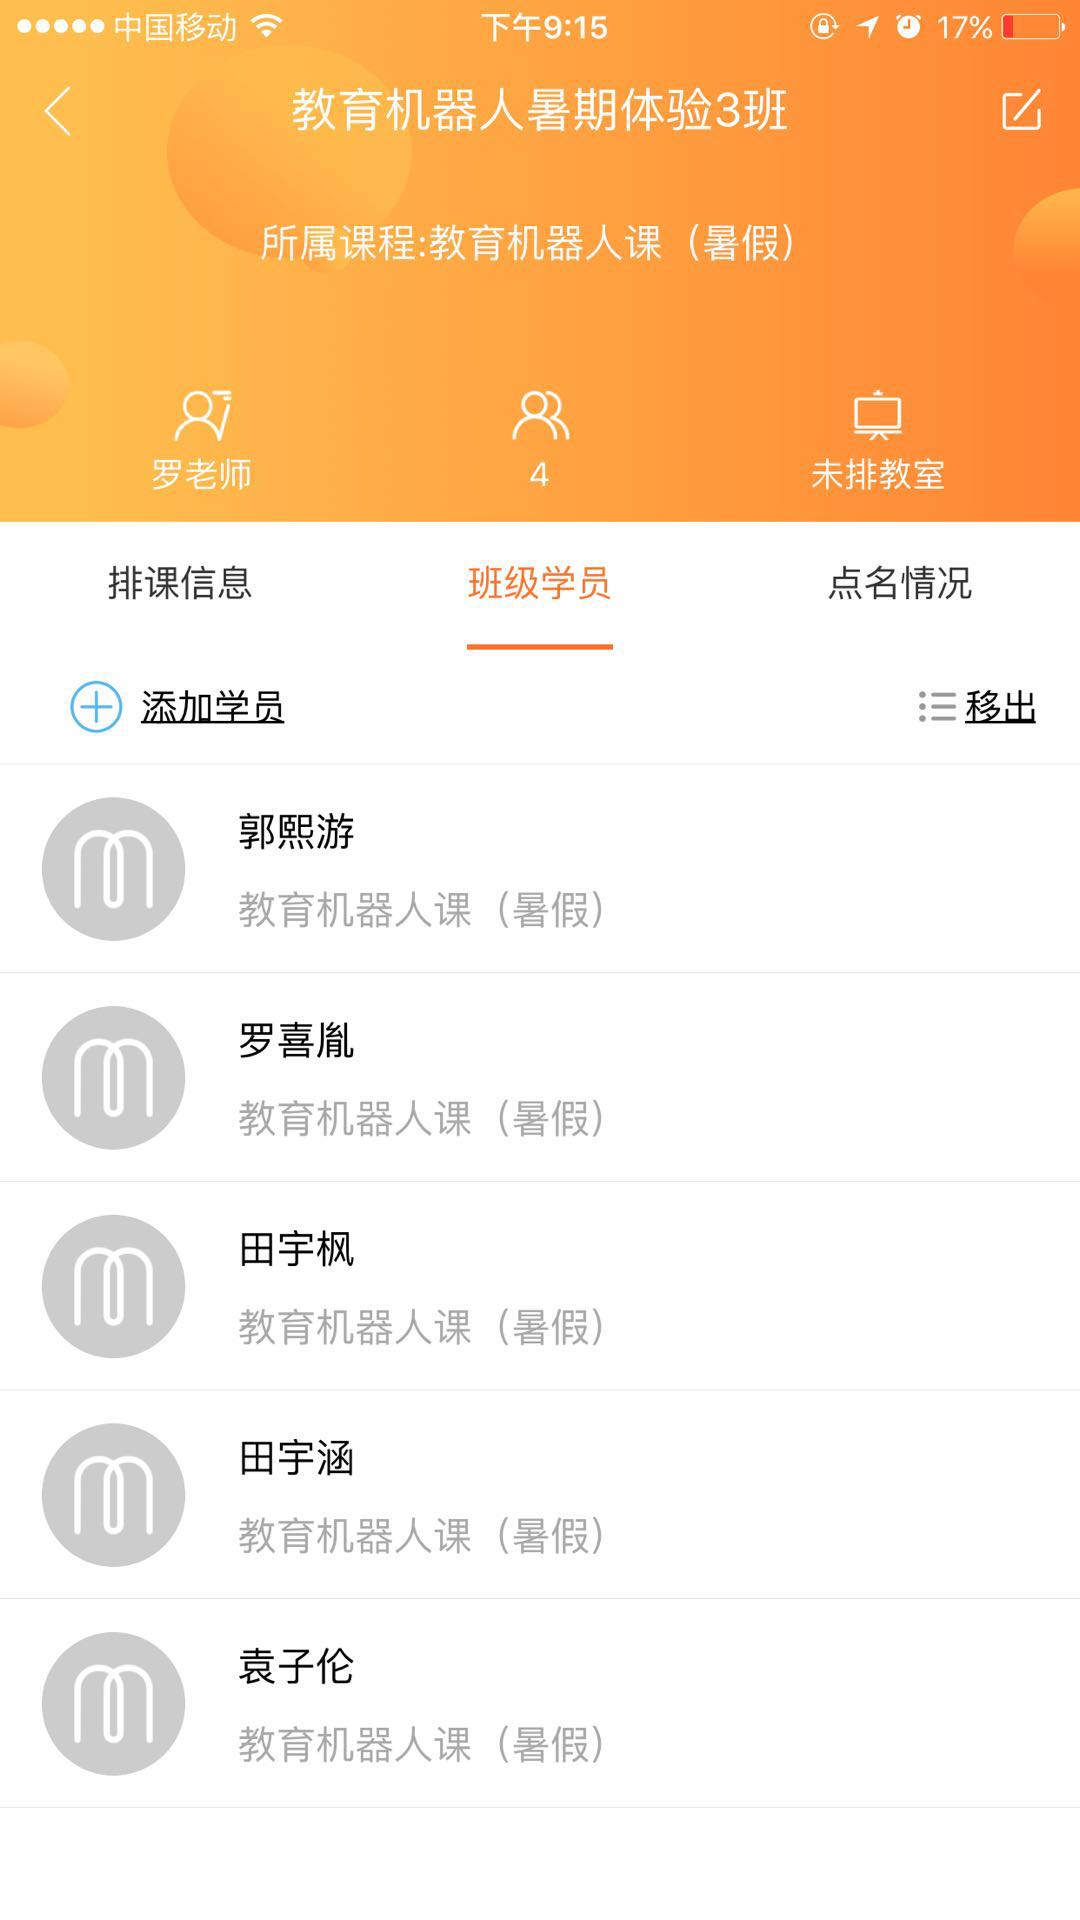 中国移动 下午9:15 17%
教育机器人暑期体验3班
所属课程:教育机器人课（暑假）
罗老师 4 未排教室
排课信息 班级学员 点名情况
添加学员 移出
郭熙游
教育机器人课（暑假）
罗喜胤
教育机器人课（暑假）
田宇枫
教育机器人课（暑假）
田宇涵
教育机器人课（暑假）
袁子伦
教育机器人课（暑假）